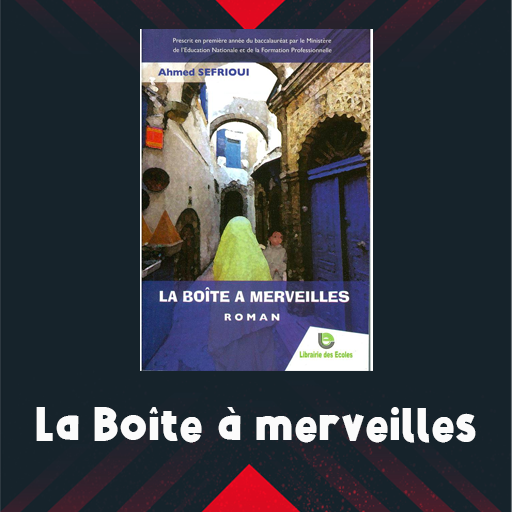 Prescrit en première année du baccalauréat par le Ministère
de l'Education Nationale et de la Formation Professionnelle
Ahmed SEFRIOUI
LA BOÎTE A MERVEILLES
ROMAN
Librairie des Ecoles
La Boîte à merveilles